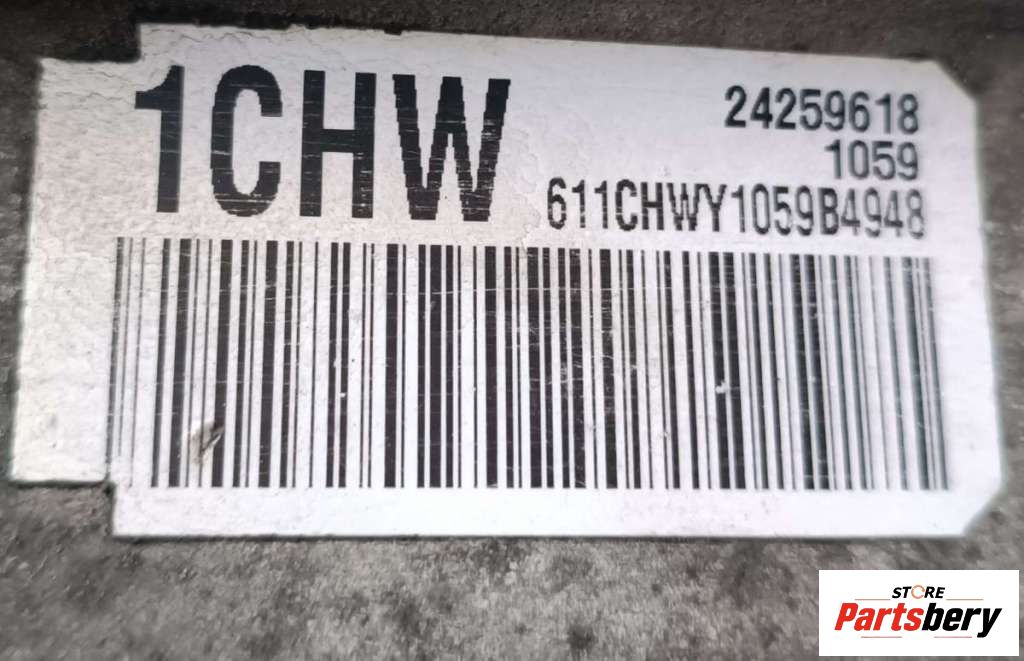 1CHW
24259618
1059
611CHWY1059B4948
STORE
Partsbery